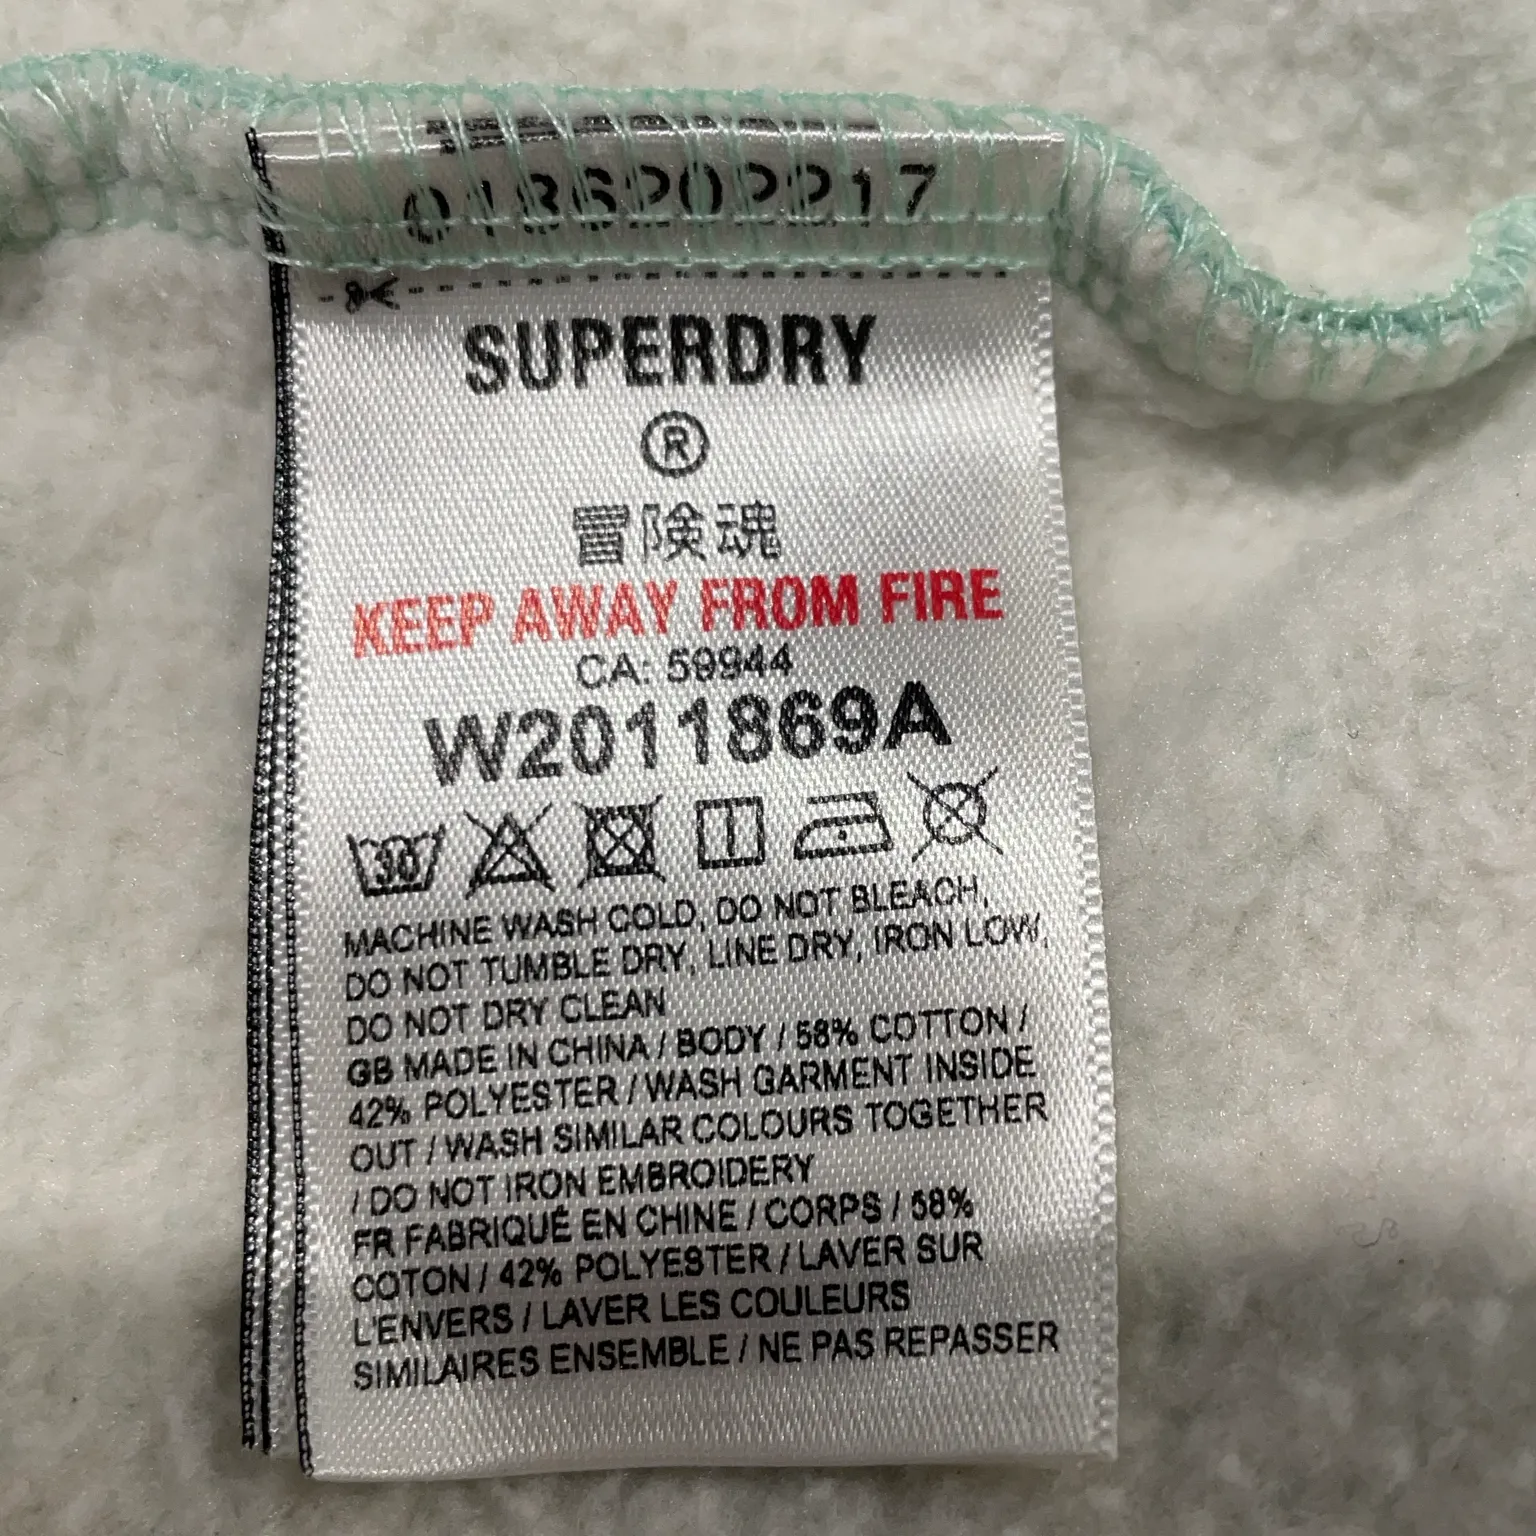 0186202217
SUPERDRY
®
冒険魂
KEEP AWAY FROM FIRE
CA: 59944
W2011869A
30
MACHINE WASH COLD, DO NOT BLEACH,
DO NOT TUMBLE DRY, LINE DRY, IRON LOW,
DO NOT DRY CLEAN
GB MADE IN CHINA / BODY / 58% COTTON /
42% POLYESTER / WASH GARMENT INSIDE
OUT / WASH SIMILAR COLOURS TOGETHER
/ DO NOT IRON EMBROIDERY
FR FABRIQUÉ EN CHINE / CORPS / 58%
COTON / 42% POLYESTER / LAVER SUR
L'ENVERS / LAVER LES COULEURS
SIMILAIRES ENSEMBLE / NE PAS REPASSER